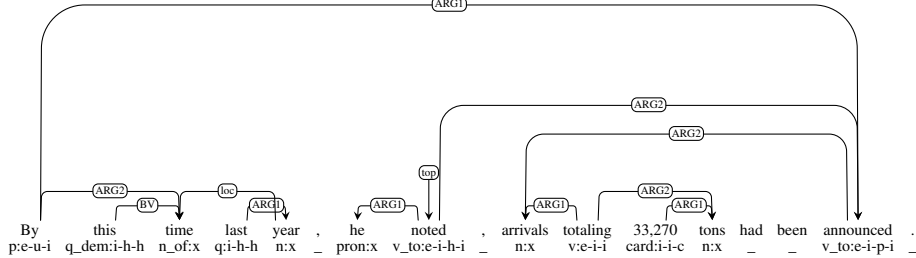 ARG1
ARG2
ARG2
top
ARG2 loc ARG2
BV ARG1 ARG1 ARG1 ARG1
By this time last year , he noted , arrivals totaling 33,270 tons had been announced .
p:e-u-i q_dem:i-h-h n_of:x q:i-h-h n:x _ pron:x v_to:e-i-h-i _ n:x v:e-i-i card:i-i-c n:x _ _ v_to:e-i-p-i _